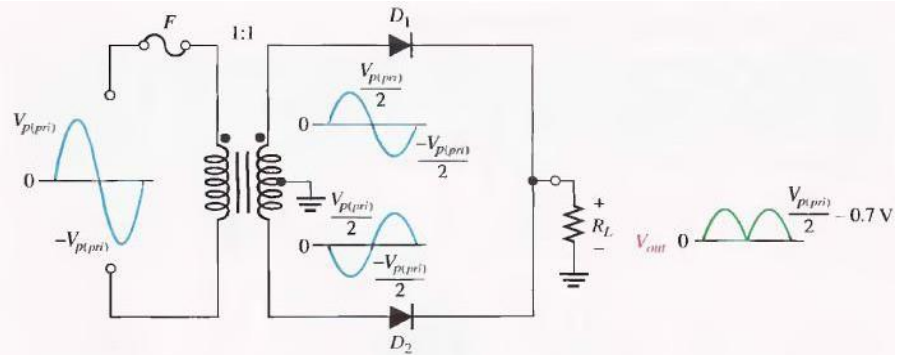 F
1:1
D1
Vp(pri)
0
−Vp(pri)
Vp(pri)/2
0
−Vp(pri)/2
Vp(pri)/2
0
−Vp(pri)/2
D2
+
RL
−
Vout 0
Vp(pri)/2 − 0.7 V